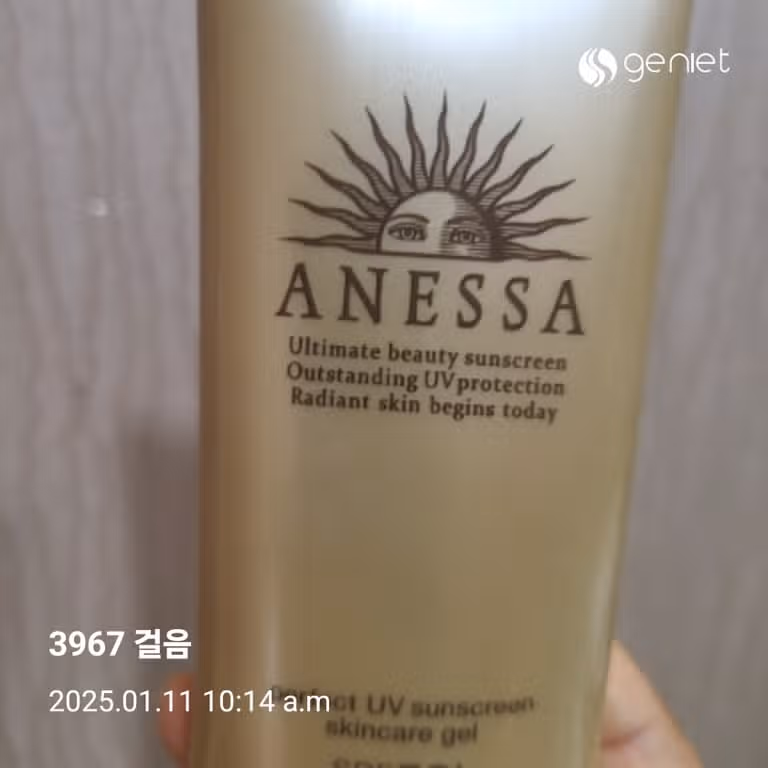 geniet
ANESSA
Ultimate beauty sunscreen
Outstanding UV protection
Radiant skin begins today
3967 걸음
2025.01.11 10:14 a.m
Perfect UV sunscreen
skincare gel